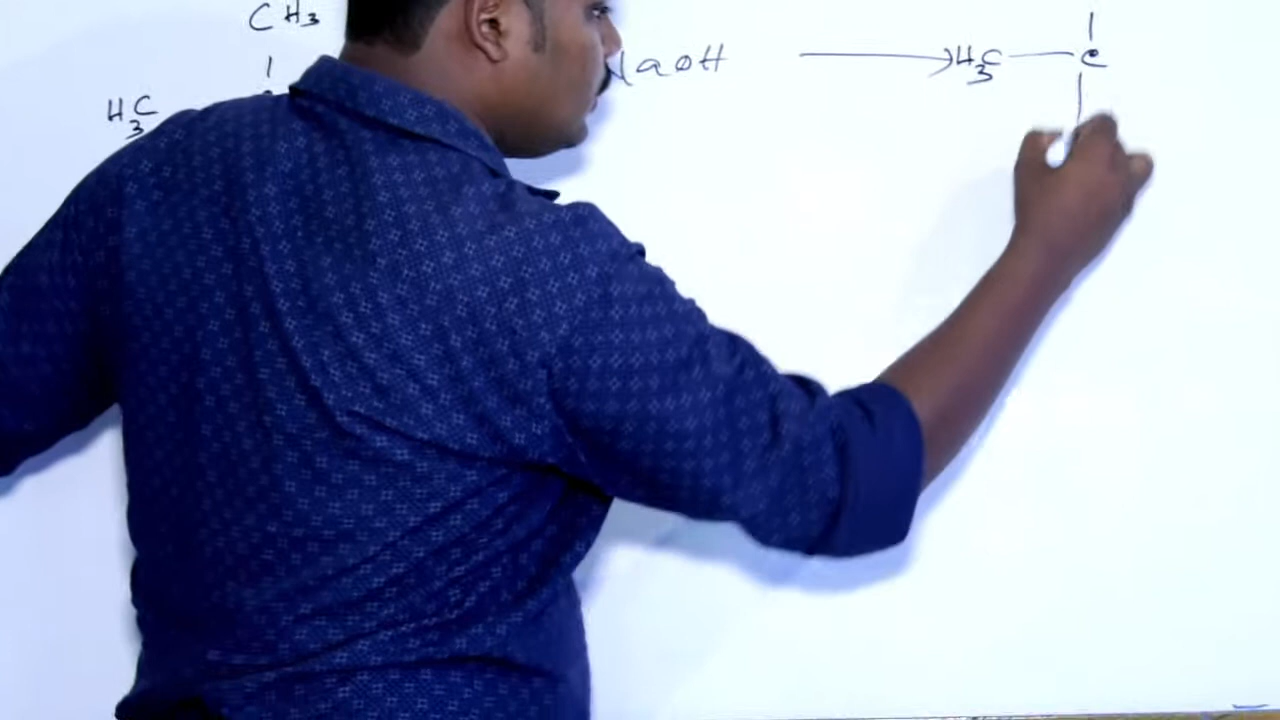 CH3
NaOH → H3C — C
H3C